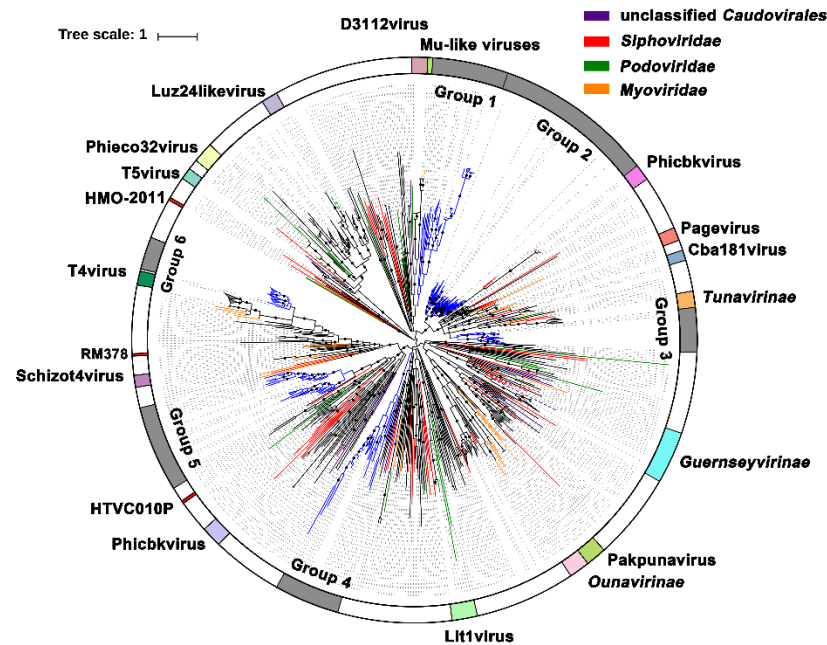 D3112virus
Tree scale: 1
unclassified Caudovirales
Siphoviridae
Podoviridae
Myoviridae
Mu-like viruses
Luz24likevirus
Group 1
Group 2
Phieco32virus
Phicbkvirus
T5virus
HMO-2011
Pagevirus
Cba181virus
Group 6
T4virus
Tunavirinae
Group 3
RM378
Schizot4virus
Group 5
Guernseyvirinae
HTVC010P
Phicbkvirus
Group 4
Pakpunavirus
Ounavirinae
Llt1virus